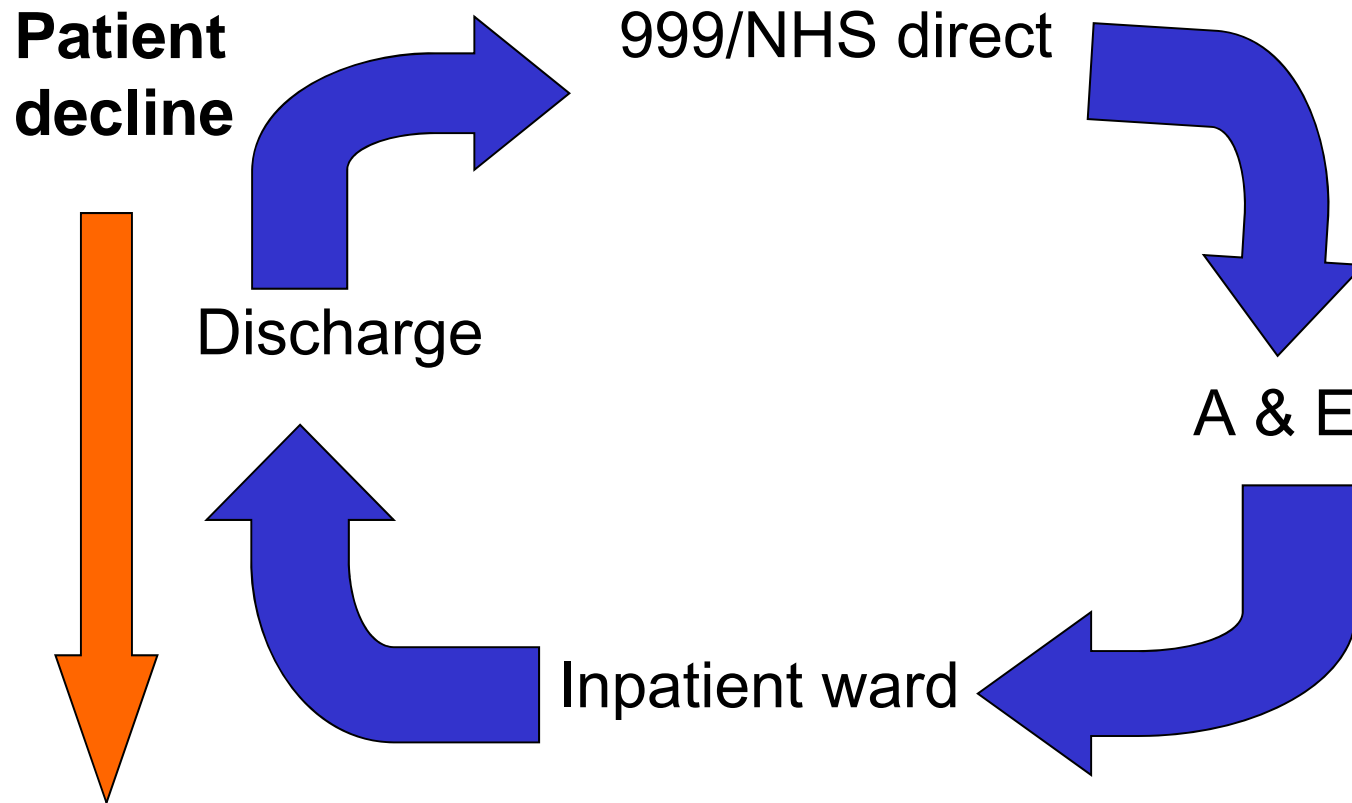 Patient
decline
999/NHS direct
Discharge
A & E
Inpatient ward